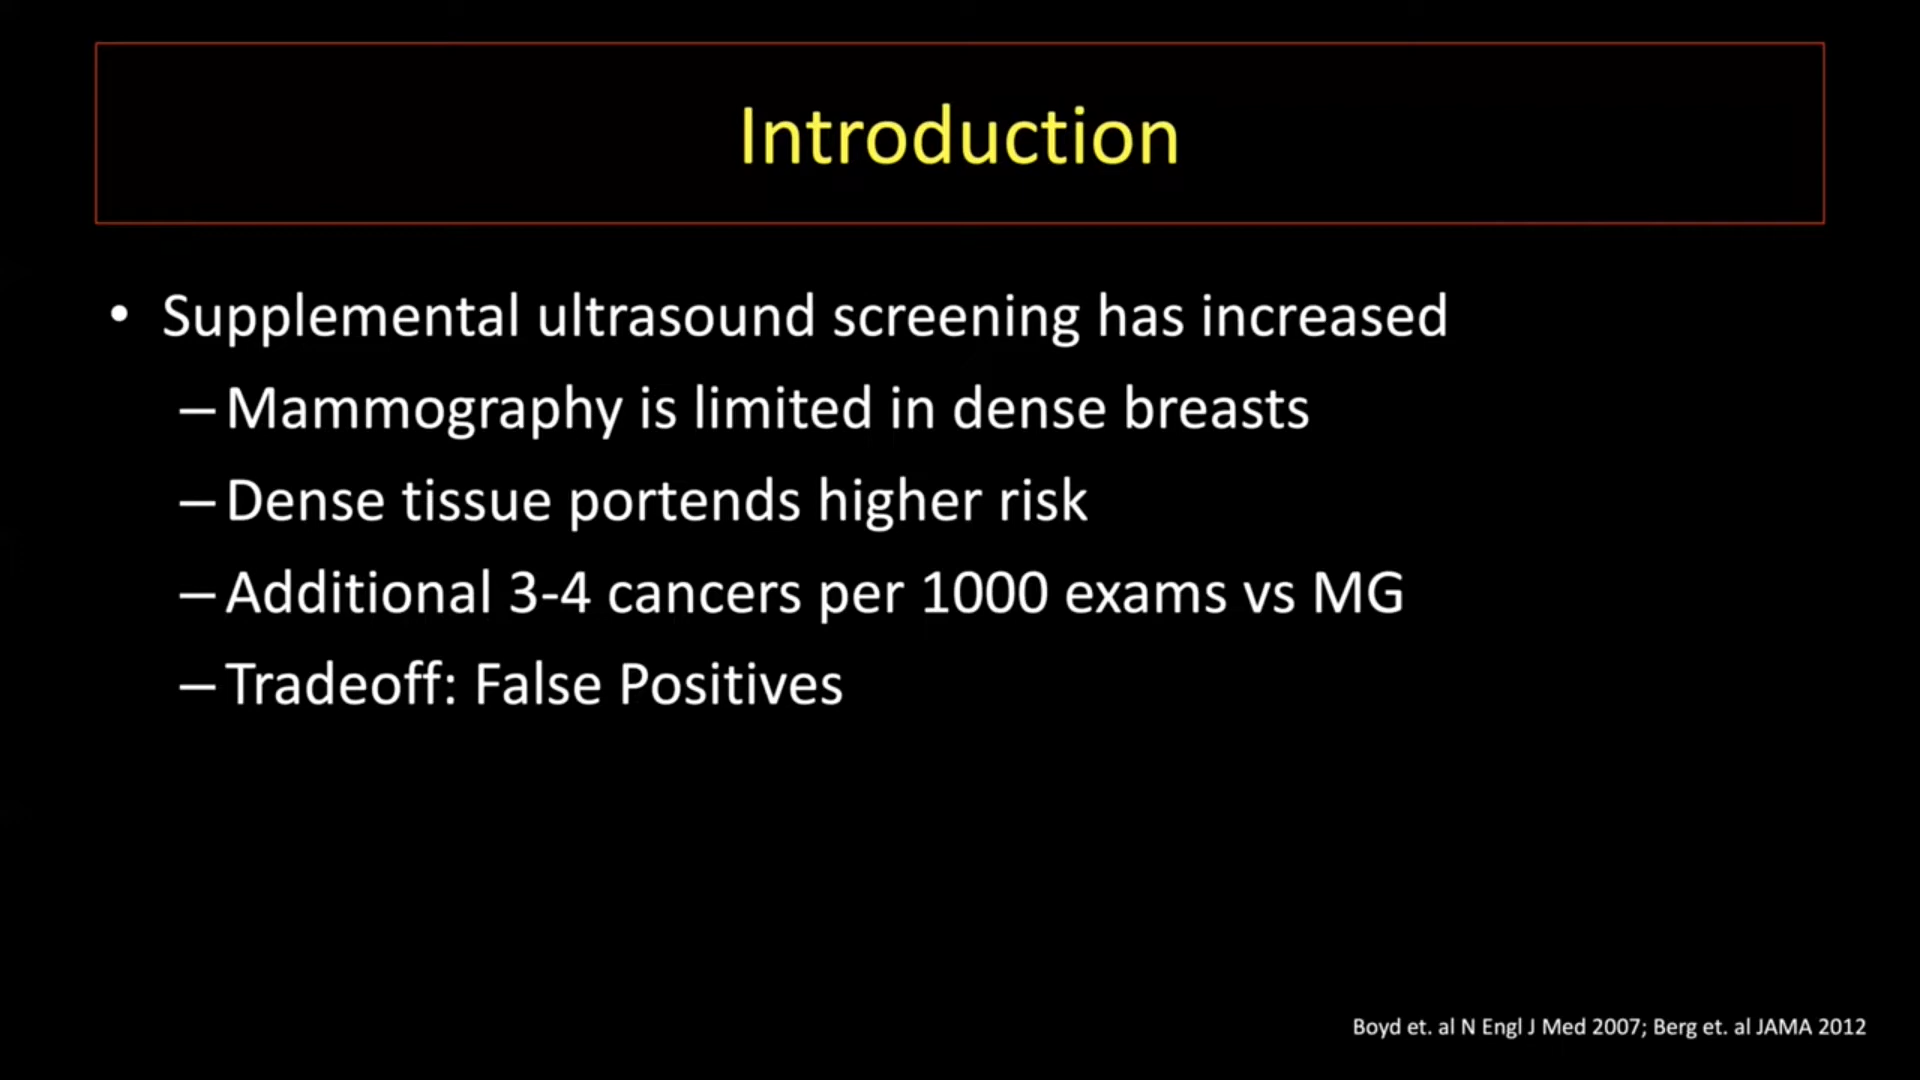 Introduction
• Supplemental ultrasound screening has increased
– Mammography is limited in dense breasts
– Dense tissue portends higher risk
– Additional 3-4 cancers per 1000 exams vs MG
– Tradeoff: False Positives
Boyd et. al N Engl J Med 2007; Berg et. al JAMA 2012